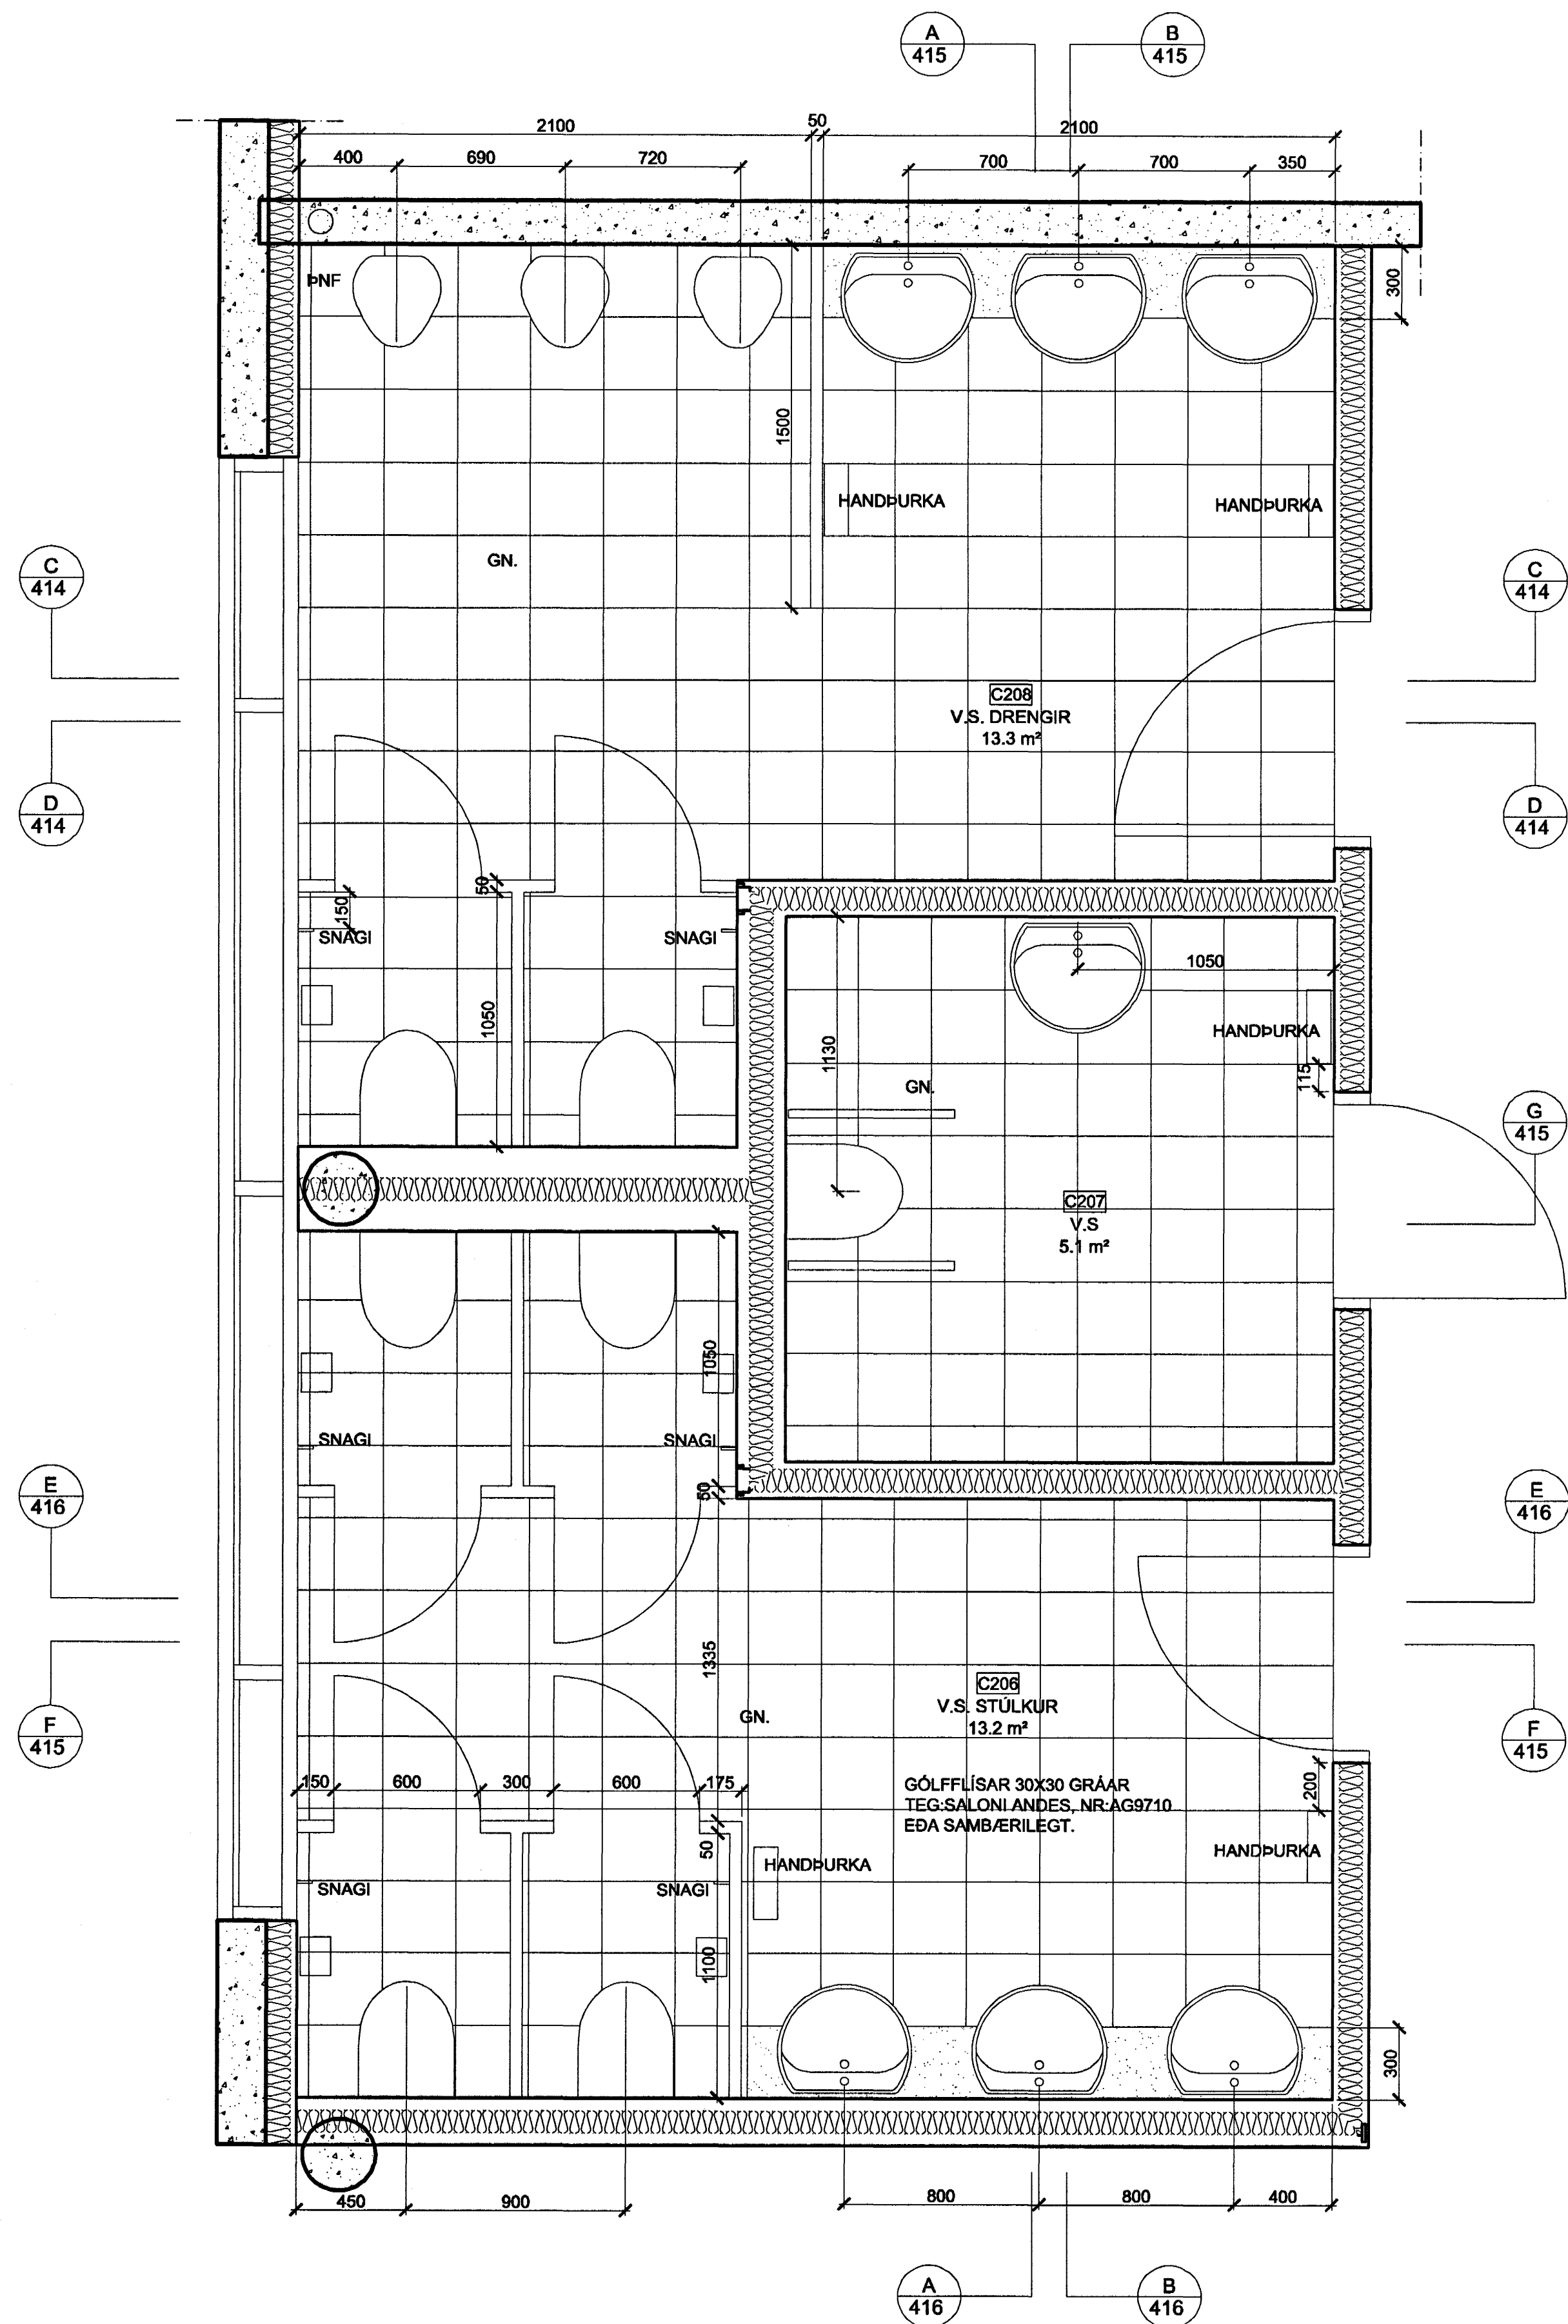 A
415
B
415
2100
50
2100
400
690
720
700
700
350
ÞNF
300
1500
HANDÞURKA
HANDÞURKA
GN.
C
414
C
414
C208
V.S. DRENGIR
13.3 m²
D
414
D
414
50
150
SNAGI
SNAGI
1050
1050
HANDÞURKA
1130
115
GN.
G
415
C207
V.S
5.1 m²
1050
SNAGI
SNAGI
50
E
416
E
416
1335
C206
V.S. STÚLKUR
13.2 m²
GN.
F
415
F
415
150
600
300
600
175
GÓLFFLÍSAR 30X30 GRÁAR
TEG:SALONI ANDES, NR:AG9710
EÐA SAMBÆRILEGT.
200
50
HANDÞURKA
HANDÞURKA
SNAGI
SNAGI
1100
300
450
900
800
800
400
A
416
B
416